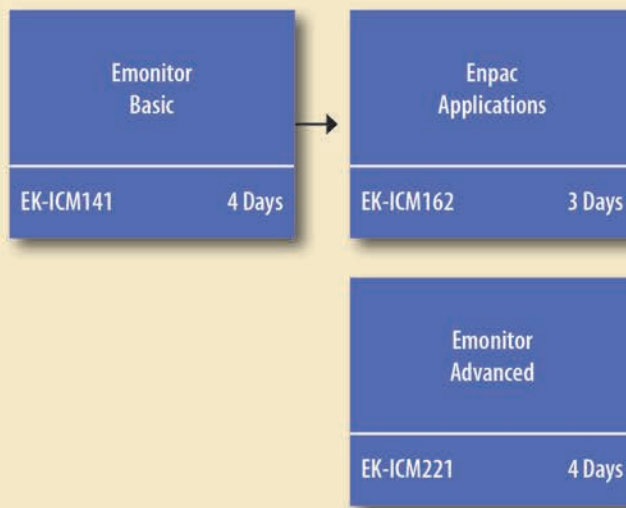 Emonitor
Basic
EK-ICM141 4 Days
Enpac
Applications
EK-ICM162 3 Days
Emonitor
Advanced
EK-ICM221 4 Days